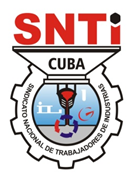 SNTi
CUBA
SINDICATO NACIONAL DE TRABAJADORES DE INDUSTRIAS